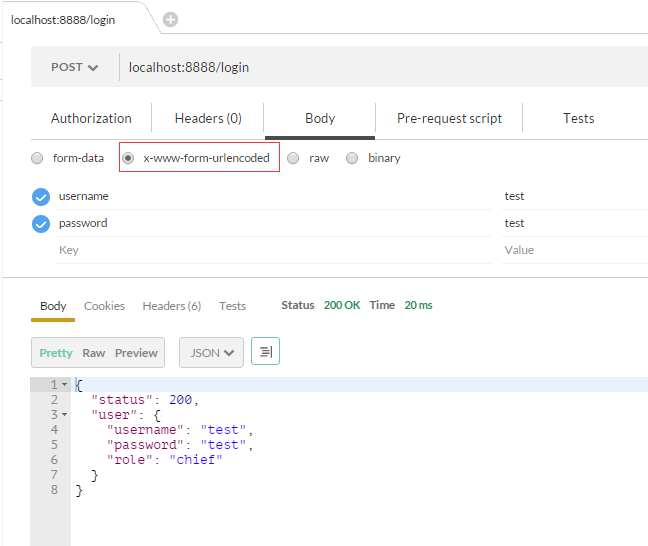 localhost:8888/login
POST localhost:8888/login
Authorization Headers (0) Body Pre-request script Tests
form-data x-www-form-urlencoded raw binary
username test
password test
Key Value
Body Cookies Headers (6) Tests Status 200 OK Time 20 ms
Pretty Raw Preview JSON
1 {
2 "status": 200,
3 "user": {
4 "username": "test",
5 "password": "test",
6 "role": "chief"
7 }
8 }